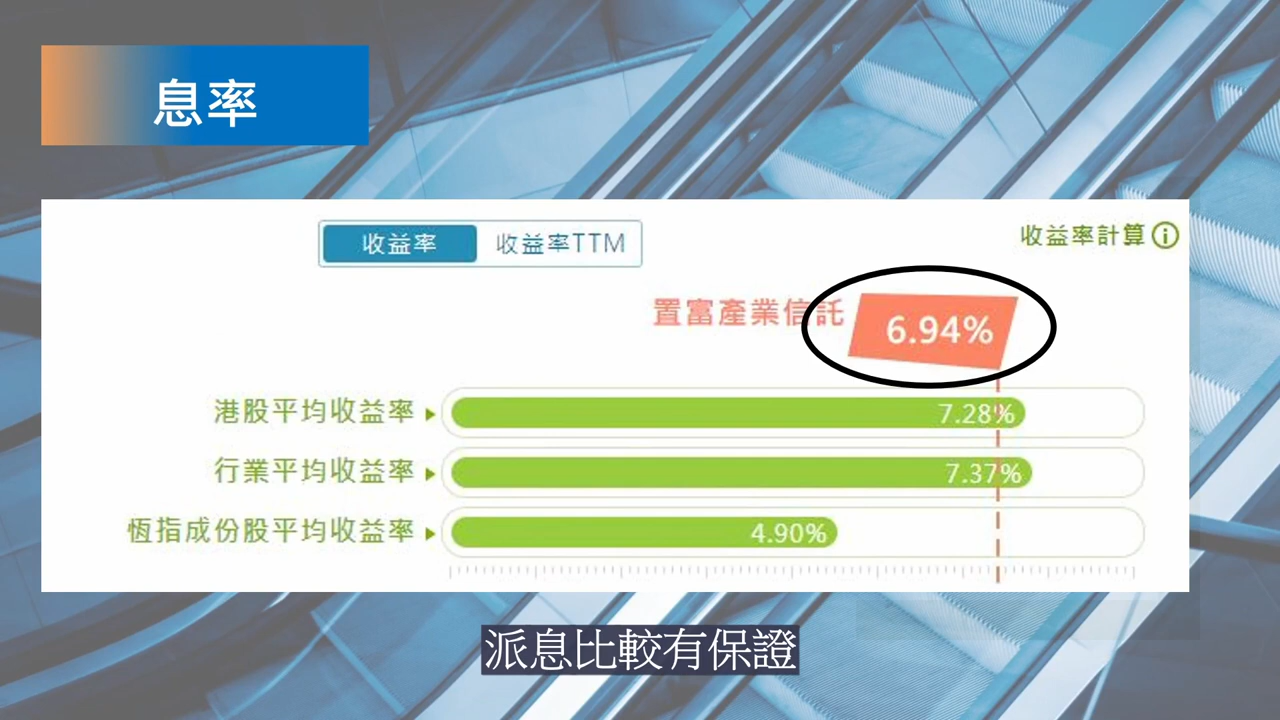 息率
收益率 收益率TTM
收益率計算
置富產業信託 6.94%
港股平均收益率 7.28%
行業平均收益率 7.37%
恆指成份股平均收益率 4.90%
派息比較有保證